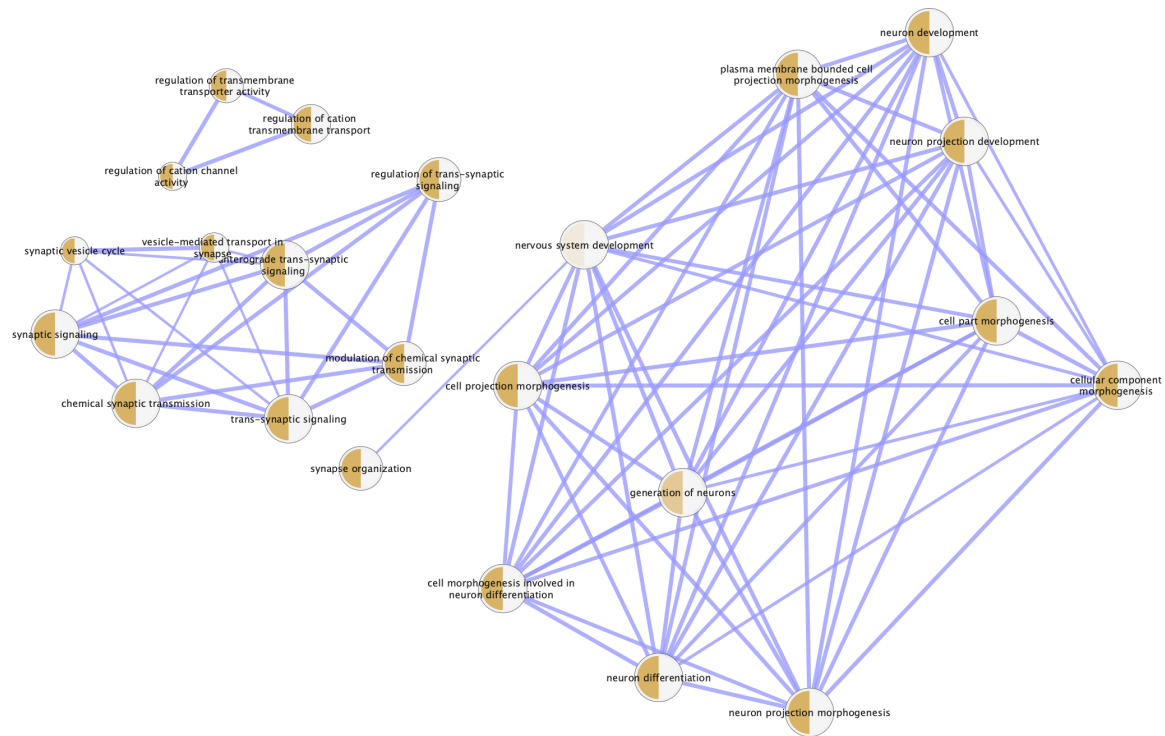 neuron development
plasma membrane bounded cell
projection morphogenesis
regulation of transmembrane
transporter activity
regulation of cation
transmembrane transport
neuron projection development
regulation of cation channel
activity
regulation of trans-synaptic
signaling
nervous system development
synaptic vesicle cycle
vesicle-mediated transport in
synapse
anterograde trans-synaptic
signaling
cell part morphogenesis
synaptic signaling
modulation of chemical synaptic
transmission
cell projection morphogenesis
cellular component
morphogenesis
chemical synaptic transmission
trans-synaptic signaling
synapse organization
generation of neurons
cell morphogenesis involved in
neuron differentiation
neuron differentiation
neuron projection morphogenesis